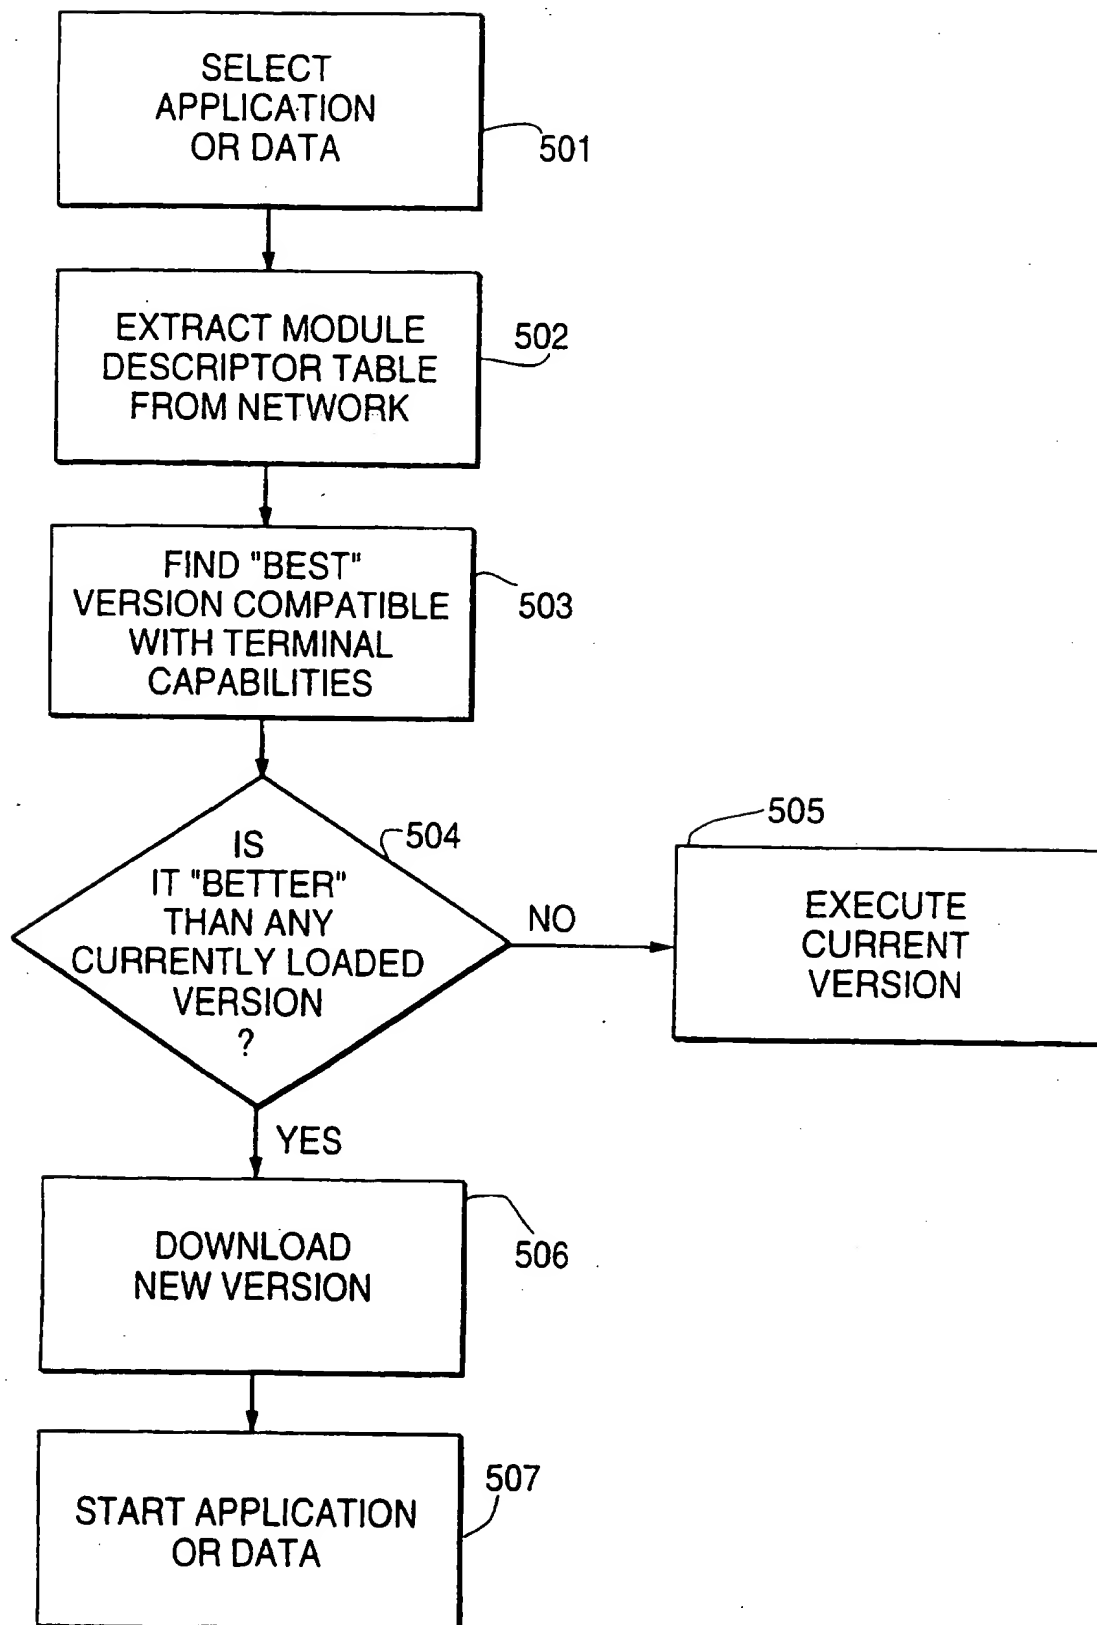 SELECT
APPLICATION
OR DATA
501
EXTRACT MODULE
DESCRIPTOR TABLE
FROM NETWORK
502
FIND "BEST"
VERSION COMPATIBLE
WITH TERMINAL
CAPABILITIES
503
IS
IT "BETTER"
THAN ANY
CURRENTLY LOADED
VERSION
?
504
NO
505
EXECUTE
CURRENT
VERSION
YES
DOWNLOAD
NEW VERSION
506
START APPLICATION
OR DATA
507